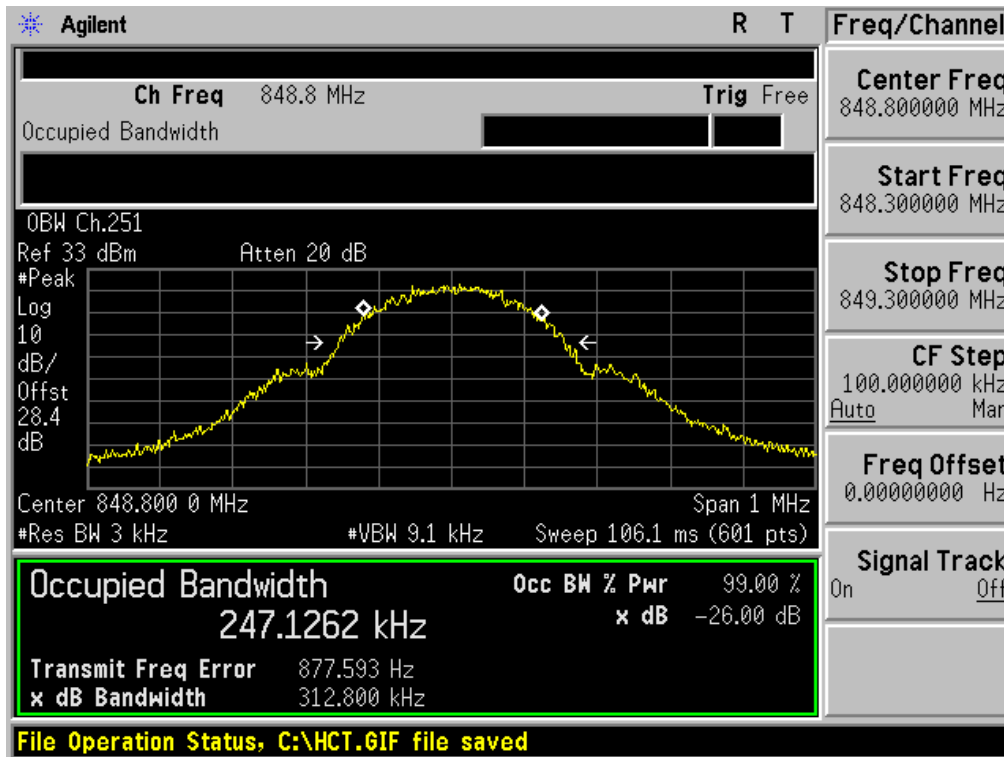 Agilent R T
Ch Freq 848.8 MHz Trig Free
Occupied Bandwidth
OBW Ch.251
Ref 33 dBm Atten 20 dB
#Peak
Log
10
dB/
Offst
28.4
dB
Center 848.800 0 MHz Span 1 MHz
#Res BW 3 kHz #VBW 9.1 kHz Sweep 106.1 ms (601 pts)
Occupied Bandwidth Occ BW % Pwr 99.00 %
247.1262 kHz x dB -26.00 dB
Transmit Freq Error 877.593 Hz
x dB Bandwidth 312.800 kHz
File Operation Status, C:\HCT.GIF file saved
Freq/Channel
Center Freq
848.800000 MHz
Start Freq
848.300000 MHz
Stop Freq
849.300000 MHz
CF Step
100.000000 kHz
Auto Man
Freq Offset
0.00000000 Hz
Signal Track
On Off